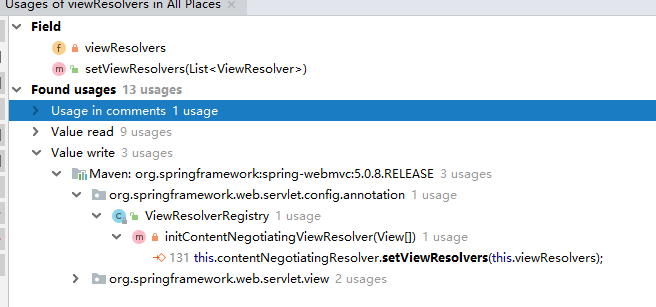 Usages of viewResolvers in All Places ×
Field
f viewResolvers
m setViewResolvers(List<ViewResolver>)
Found usages 13 usages
Usage in comments 1 usage
Value read 9 usages
Value write 3 usages
Maven: org.springframework:spring-webmvc:5.0.8.RELEASE 3 usages
org.springframework.web.servlet.config.annotation 1 usage
C ViewResolverRegistry 1 usage
m initContentNegotiatingViewResolver(View[]) 1 usage
131 this.contentNegotiatingResolver.setViewResolvers(this.viewResolvers);
org.springframework.web.servlet.view 2 usages